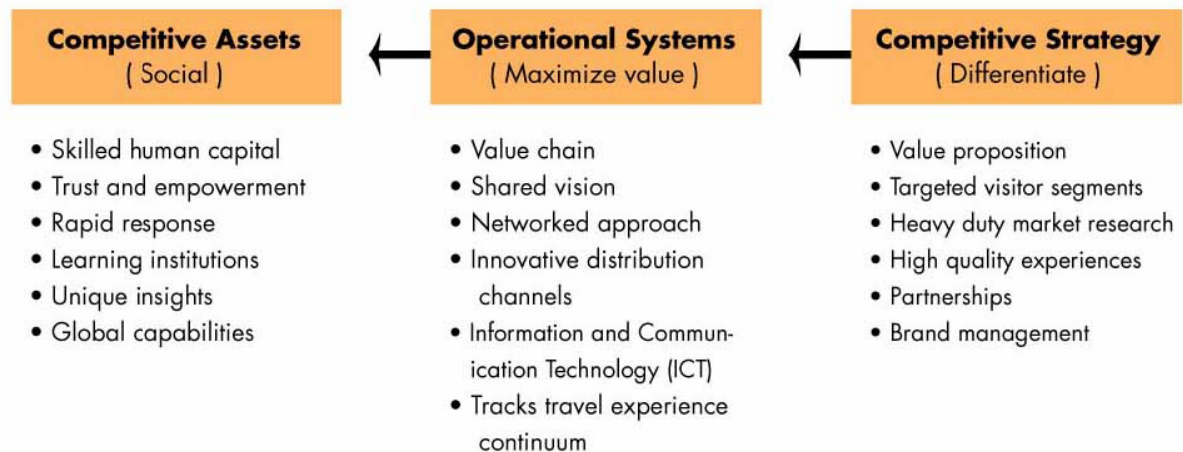 Competitive Assets
( Social )
• Skilled human capital
• Trust and empowerment
• Rapid response
• Learning institutions
• Unique insights
• Global capabilities
Operational Systems
( Maximize value )
• Value chain
• Shared vision
• Networked approach
• Innovative distribution
channels
• Information and Commun-
ication Technology (ICT)
• Tracks travel experience
continuum
Competitive Strategy
( Differentiate )
• Value proposition
• Targeted visitor segments
• Heavy duty market research
• High quality experiences
• Partnerships
• Brand management